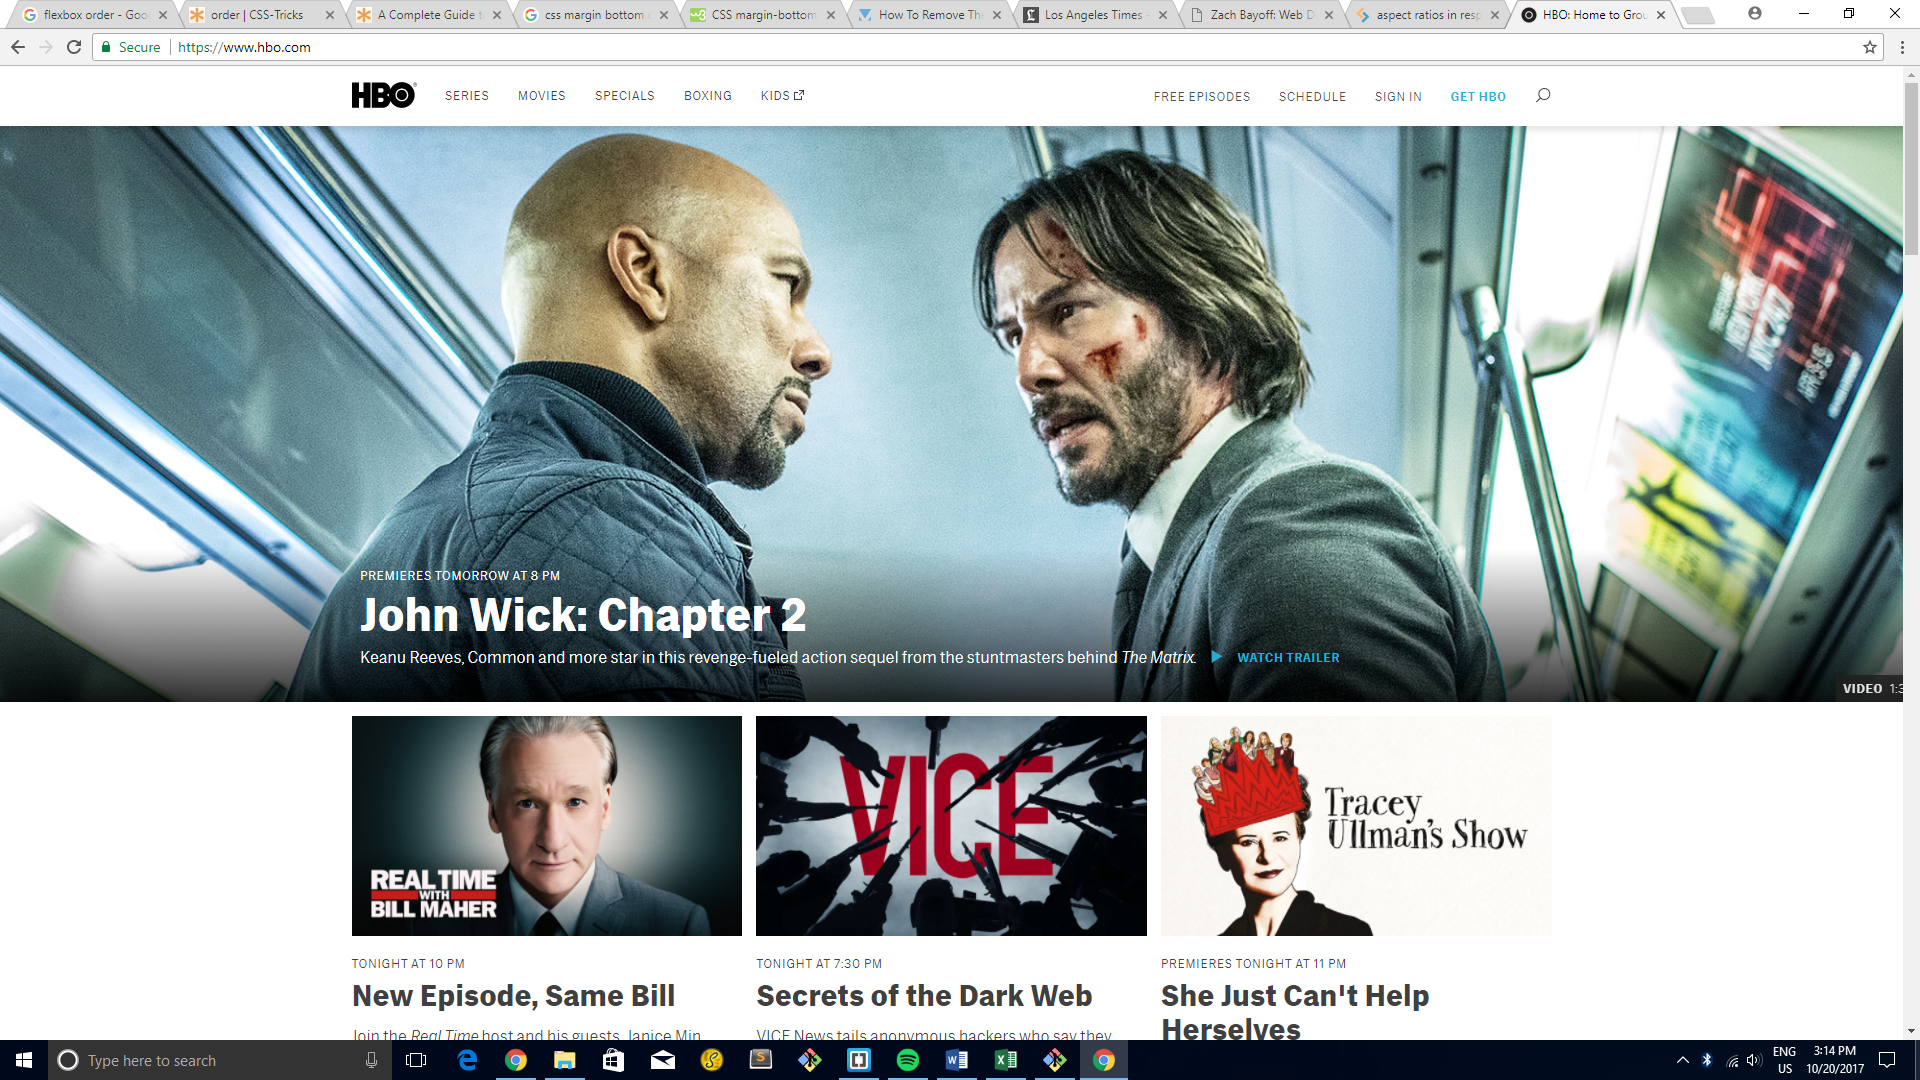 flexbox order - Goo
order | CSS-Tricks
A Complete Guide t
css margin bottom
CSS margin-bottom
How To Remove The
Los Angeles Times -
Zach Bayoff: Web D
aspect ratios in resp
HBO: Home to Grou
Secure
https://www.hbo.com
HBO
SERIES
MOVIES
SPECIALS
BOXING
KIDS
FREE EPISODES
SCHEDULE
SIGN IN
GET HBO
PREMIERES TOMORROW AT 8 PM
John Wick: Chapter 2
Keanu Reeves, Common and more star in this revenge-fueled action sequel from the stuntmasters behind The Matrix.
WATCH TRAILER
VIDEO 1:3
REAL TIME
WITH
BILL MAHER
VICE
Tracey
Ullman's Show
TONIGHT AT 10 PM
New Episode, Same Bill
Join the Real Time host and his guests Janice Min,
TONIGHT AT 7:30 PM
Secrets of the Dark Web
VICE News tails anonymous hackers who say they
PREMIERES TONIGHT AT 11 PM
She Just Can't Help
Herselves
Type here to search
ENG
US
3:14 PM
10/20/2017